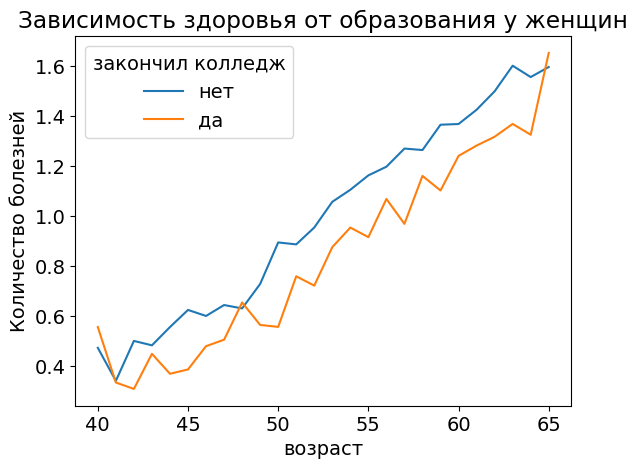 Зависимость здоровья от образования у женщин
закончил колледж
нет
да
Количество болезней
1.6
1.4
1.2
1.0
0.8
0.6
0.4
40 45 50 55 60 65
возраст